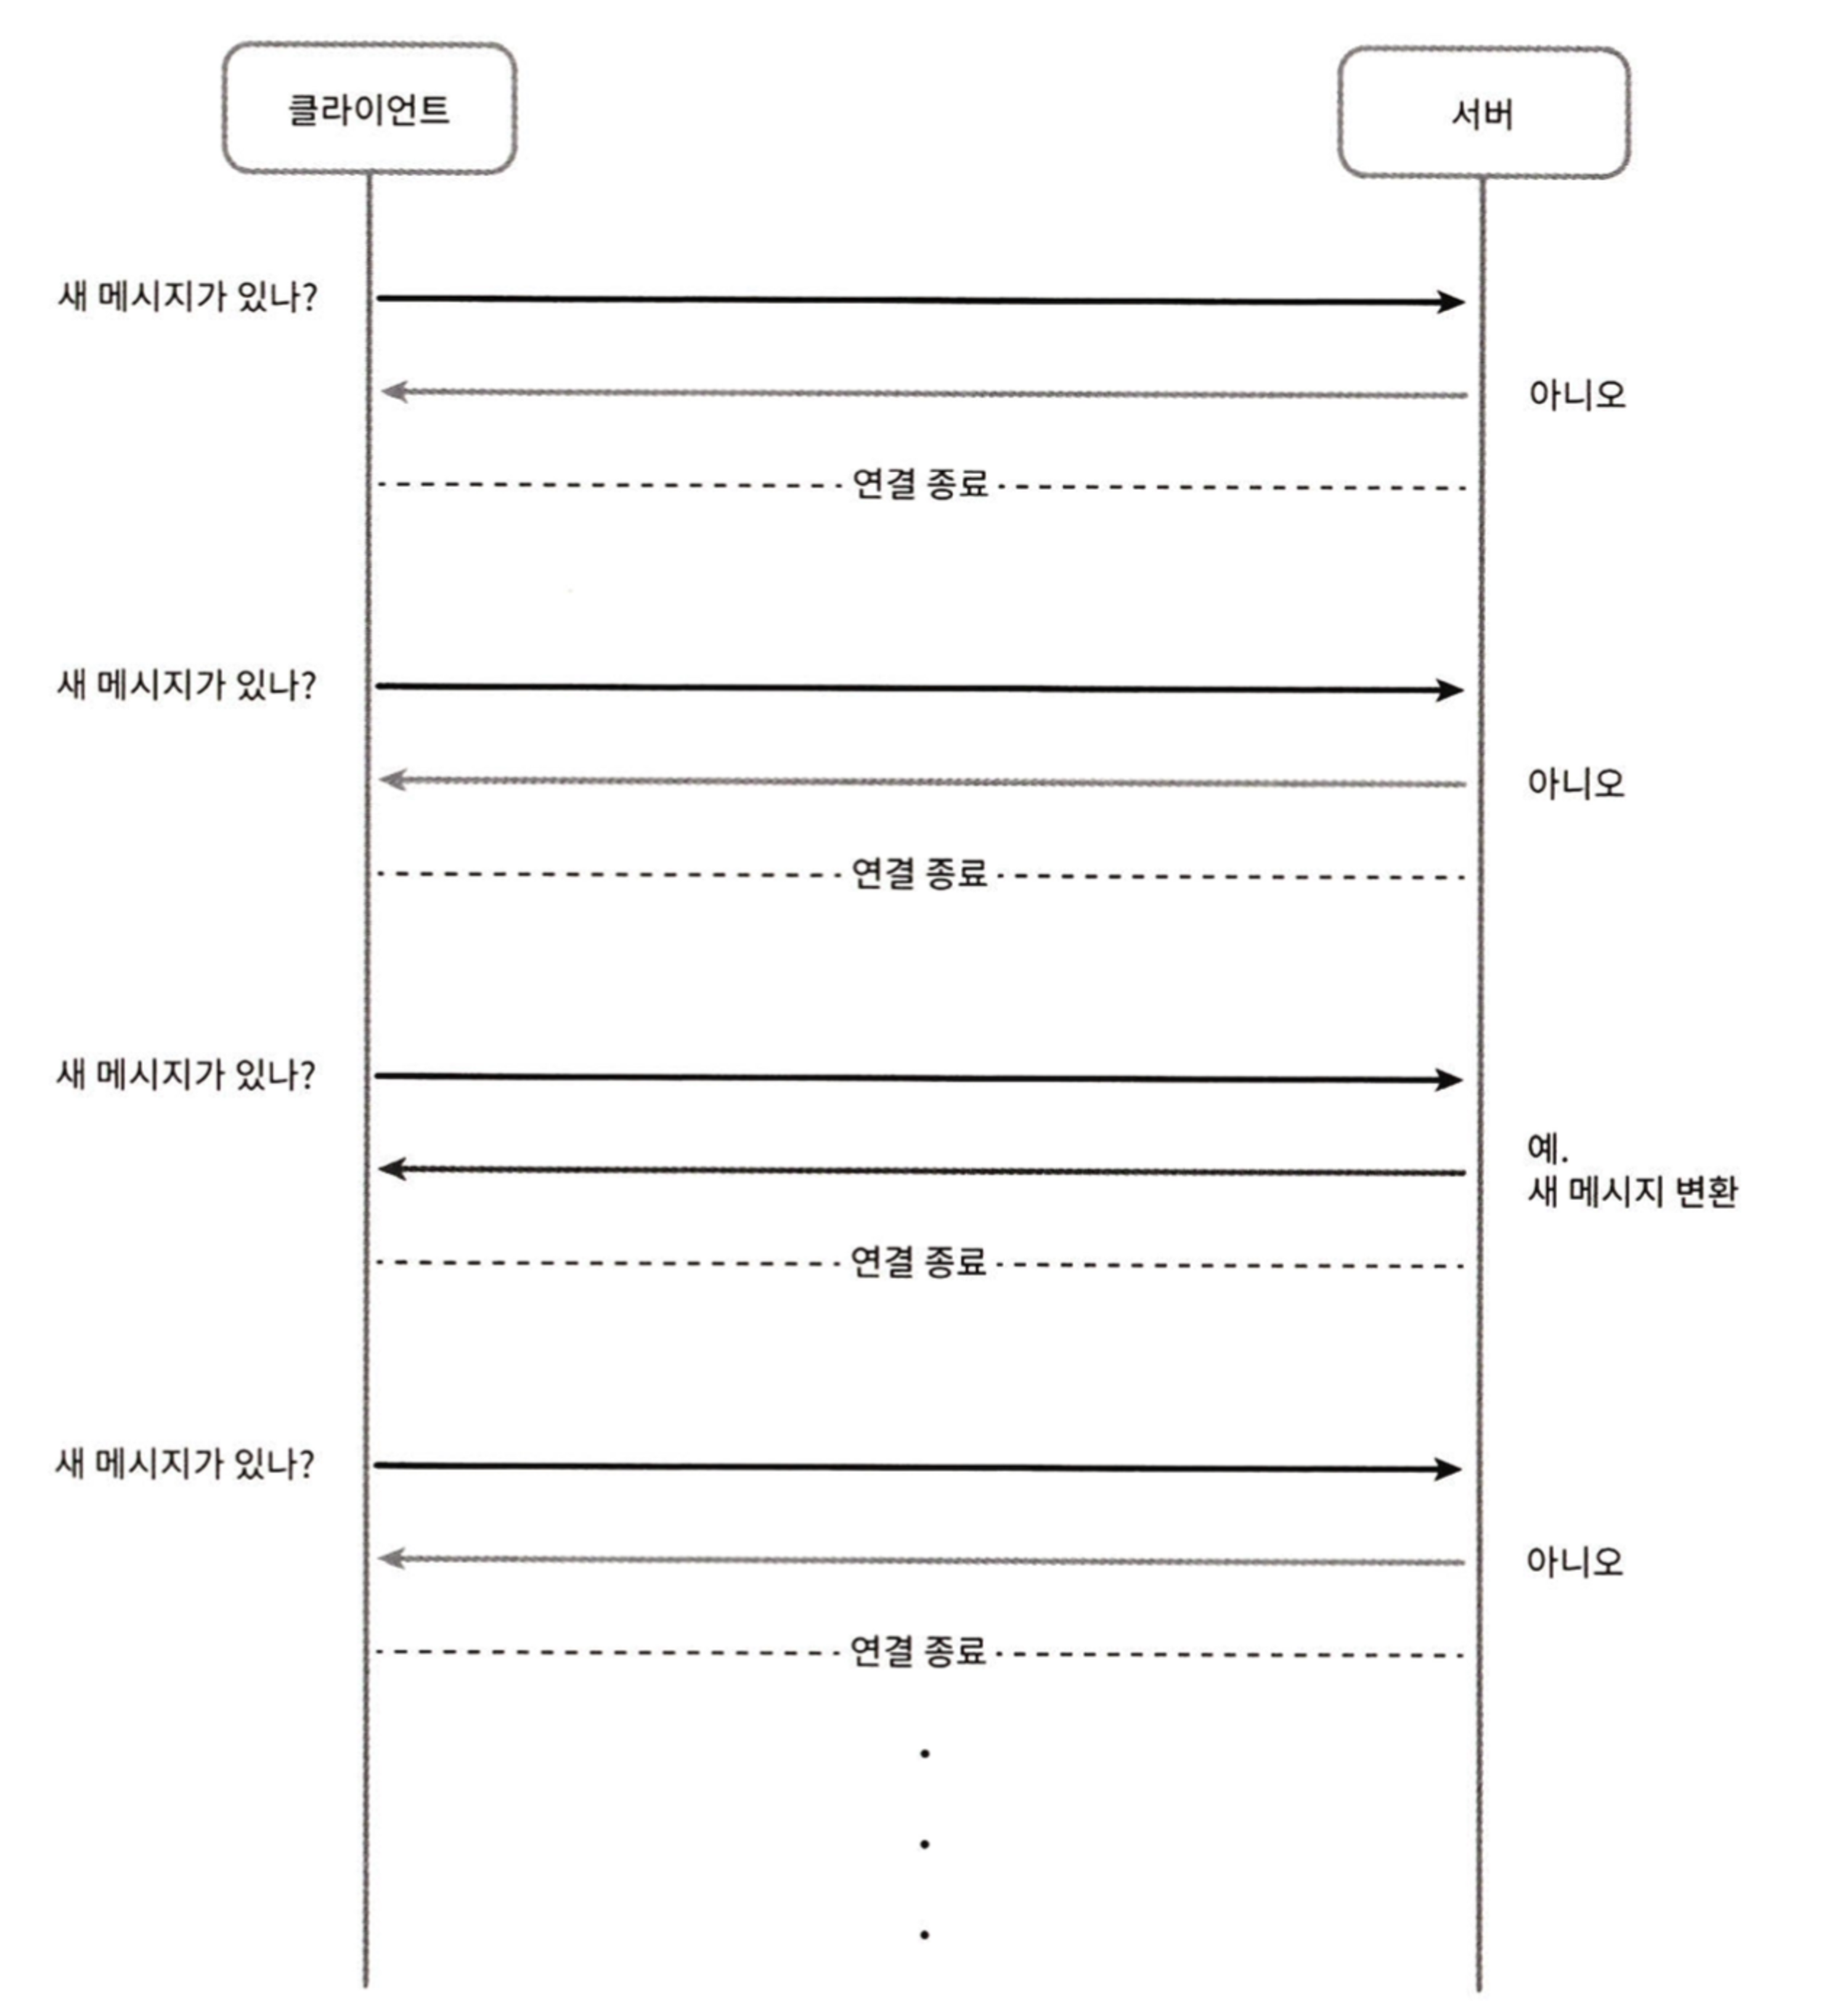 클라이언트
서버
새 메시지가 있나?
아니오
연결 종료
새 메시지가 있나?
아니오
연결 종료
새 메시지가 있나?
예.
새 메시지 변환
연결 종료
새 메시지가 있나?
아니오
연결 종료